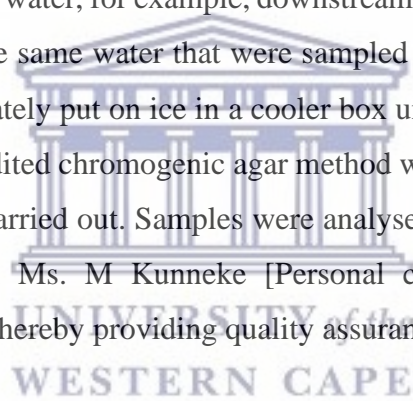 water, for example, downstream
e same water that were sampled
ately put on ice in a cooler box u
dited chromogenic agar method w
arried out. Samples were analyse
Ms. M Kunneke [Personal c
UNIVERSITY of the
hereby providing quality assuran
WESTERN CAPE